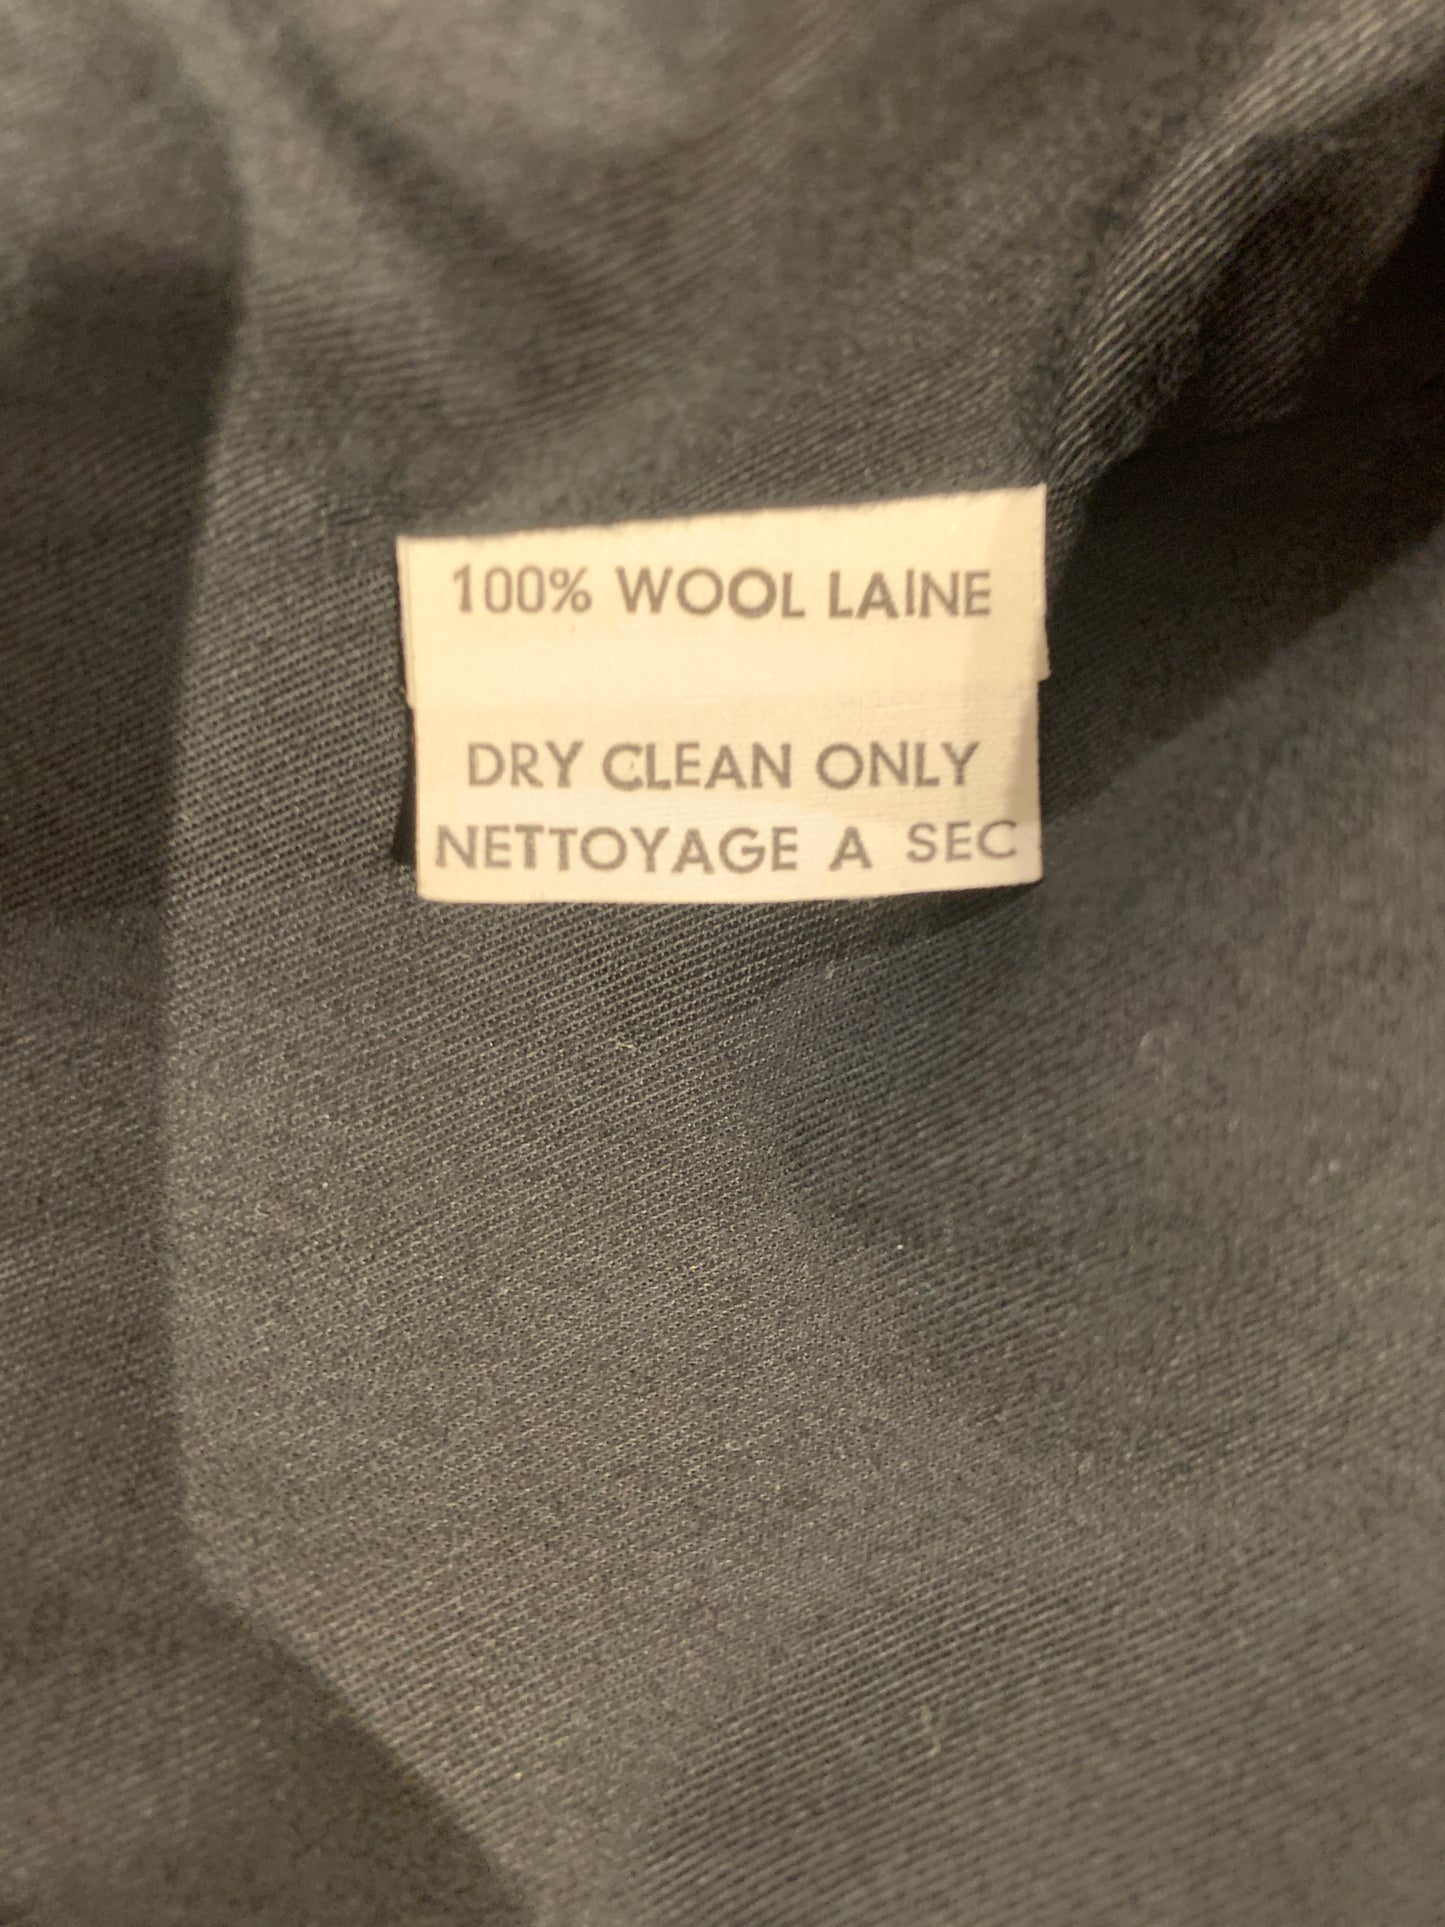 100% WOOL LAINE
DRY CLEAN ONLY
NETTOYAGE A SEC